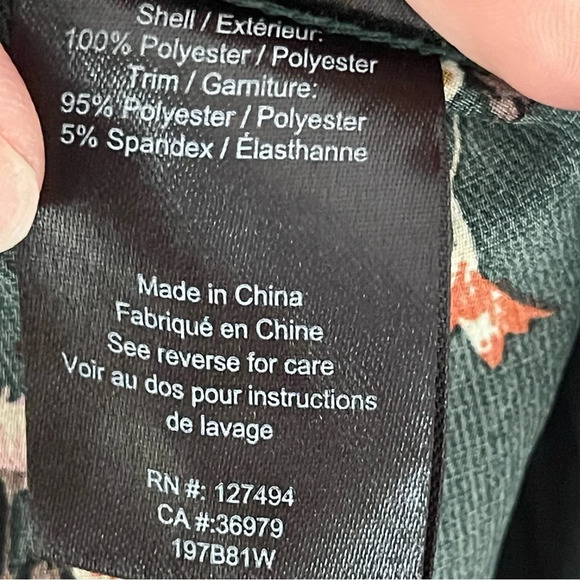 Shell / Extérieur:
100% Polyester / Polyester
Trim / Garniture:
95% Polyester / Polyester
5% Spandex / Élasthanne
Made in China
Fabriqué en Chine
See reverse for care
Voir au dos pour instructions
de lavage
RN #: 127494
CA #:36979
197B81W